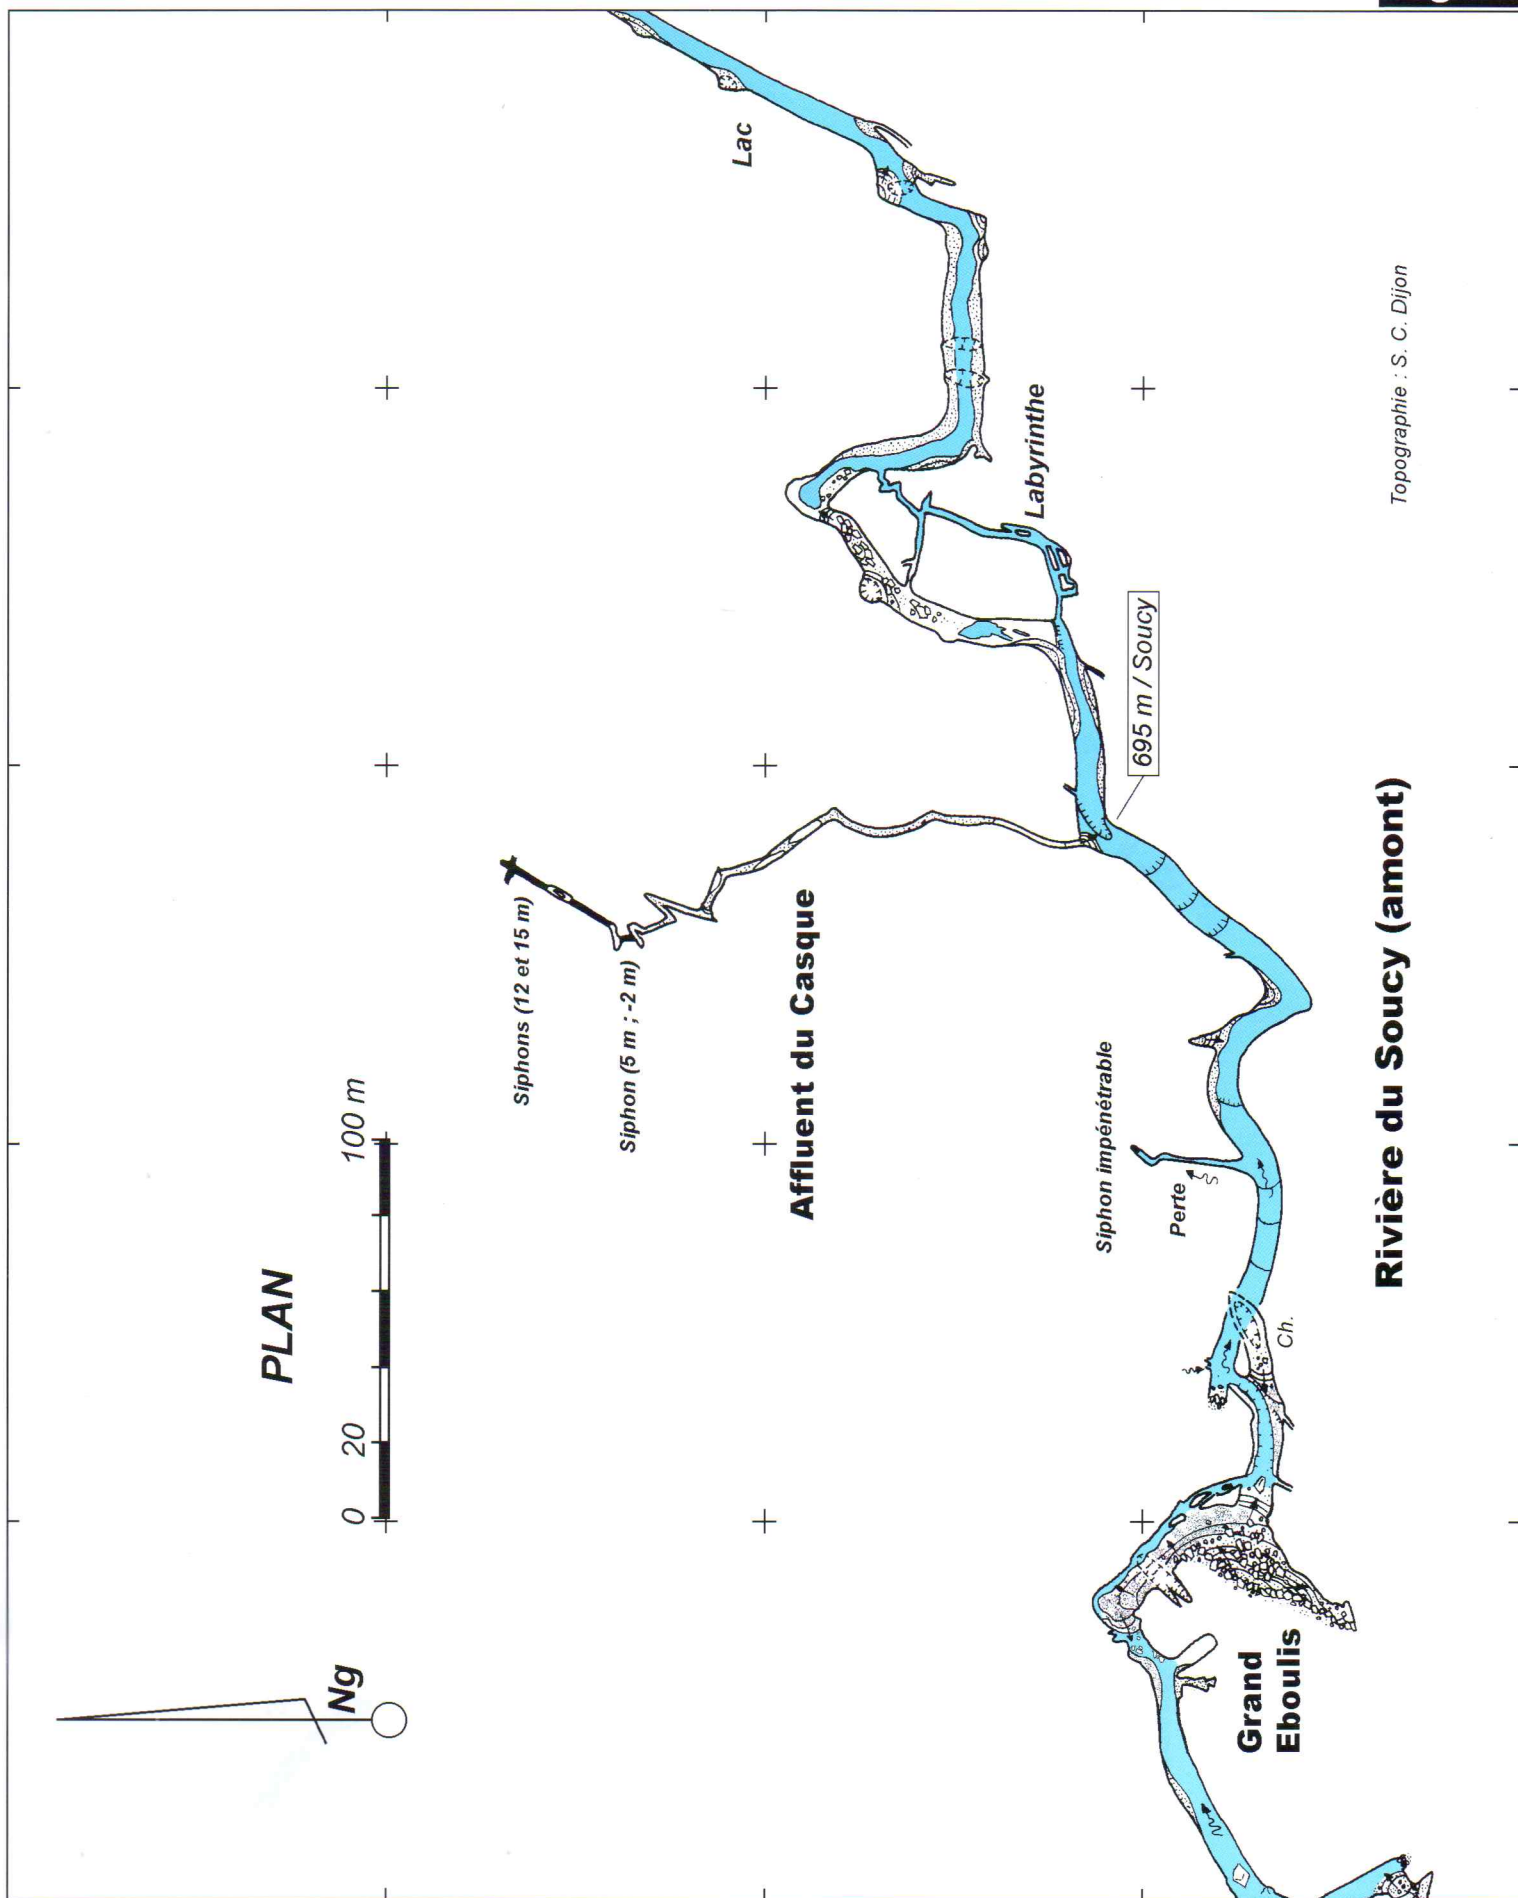 PLAN
0 20 100 m
Ng
Siphons (12 et 15 m)
Siphon (5 m ; -2 m)
Affluent du Casque
Lac
Labyrinthe
695 m / Soucy
Siphon impénétrable
Perte
Ch.
Grand
Eboulis
Rivière du Soucy (amont)
Topographie : S. C. Dijon